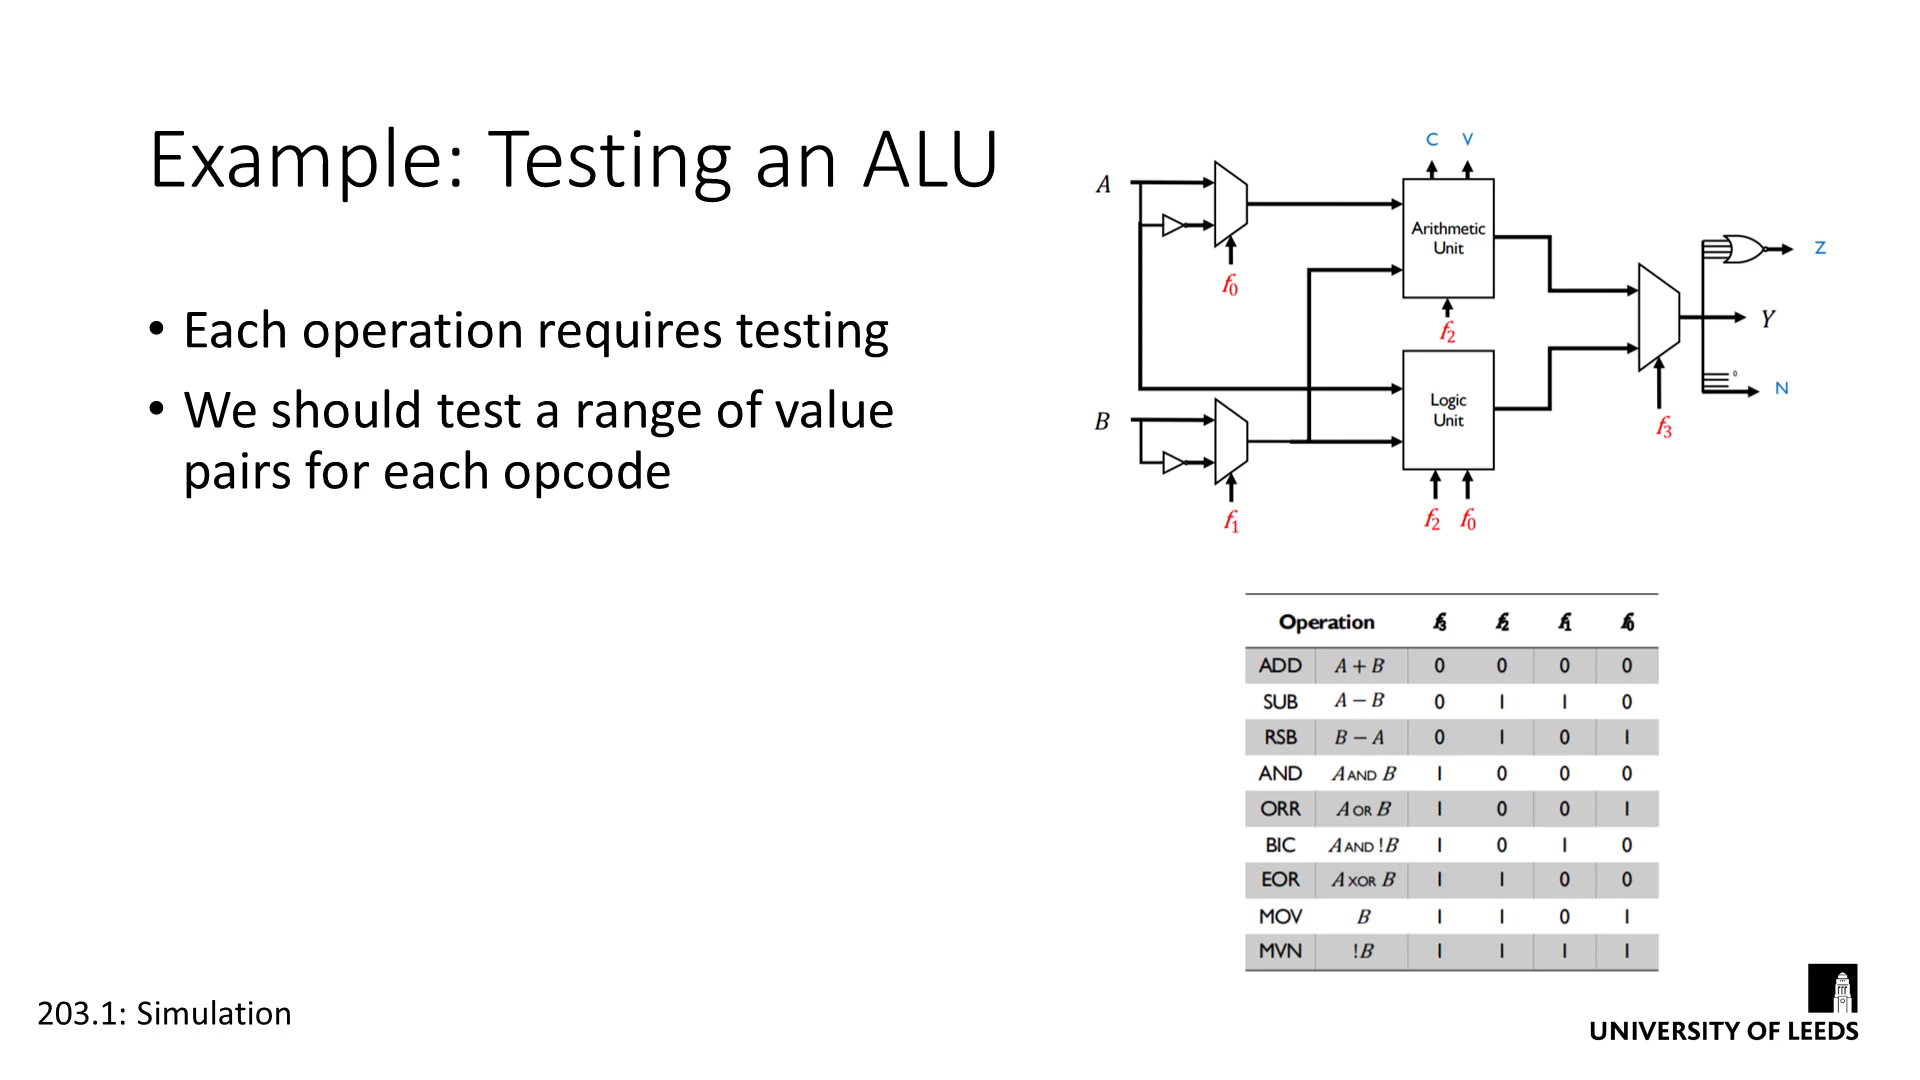 Example: Testing an ALU
• Each operation requires testing
• We should test a range of value
pairs for each opcode
C V
A
f0
Arithmetic
Unit
f2
Z
Y
N
0
f3
B
f1
Logic
Unit
f2 f0
Operation f3 f2 f1 f0
ADD A + B 0 0 0 0
SUB A − B 0 1 1 0
RSB B − A 0 1 0 1
AND A AND B 1 0 0 0
ORR A OR B 1 0 0 1
BIC A AND !B 1 0 1 0
EOR A XOR B 1 1 0 0
MOV B 1 1 0 1
MVN !B 1 1 1 1
203.1: Simulation
UNIVERSITY OF LEEDS